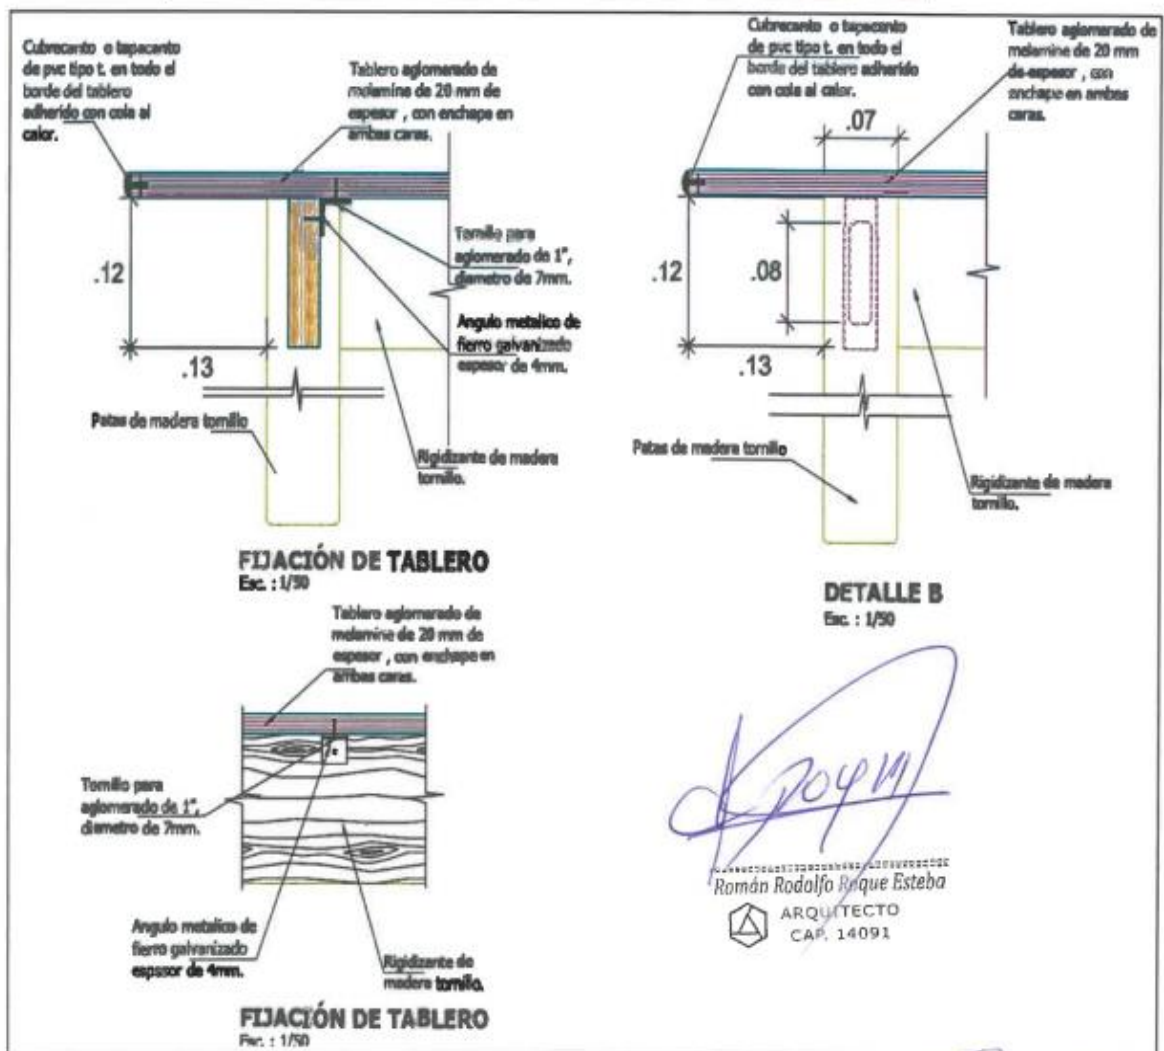 Cubrecanto o tapacanto
de pvc tipo t. en todo el
borde del tablero
adherido con cola al
calor.
Tablero aglomerado de
melamine de 20 mm de
espesor , con enchape en
ambas caras.
.12
.13
Tornillo para
aglomerado de 1",
diametro de 7mm.
Angulo metalico de
fierro galvanizado
espesor de 4mm.
Patas de madera tornillo
Rigidizante de madera
tornillo.
FIJACIÓN DE TABLERO
Esc. : 1/50
Cubrecanto o tapacanto
de pvc tipo t. en todo el
borde del tablero adherido
con cola al calor.
Tablero aglomerado de
melamine de 20 mm
de espesor , con
enchape en ambas
caras.
.07
.12
.08
.13
Patas de madera tornillo
Rigidizante de madera
tornillo.
DETALLE B
Esc. : 1/50
Tablero aglomerado de
melamine de 20 mm de
espesor , con enchape en
ambas caras.
Tornillo para
aglomerado de 1",
diametro de 7mm.
Angulo metalico de
fierro galvanizado
espesor de 4mm.
Rigidizante de
madera tornillo.
FIJACIÓN DE TABLERO
Esc. : 1/50
Román Rodolfo Roque Esteba
ARQUITECTO
CAP. 14091